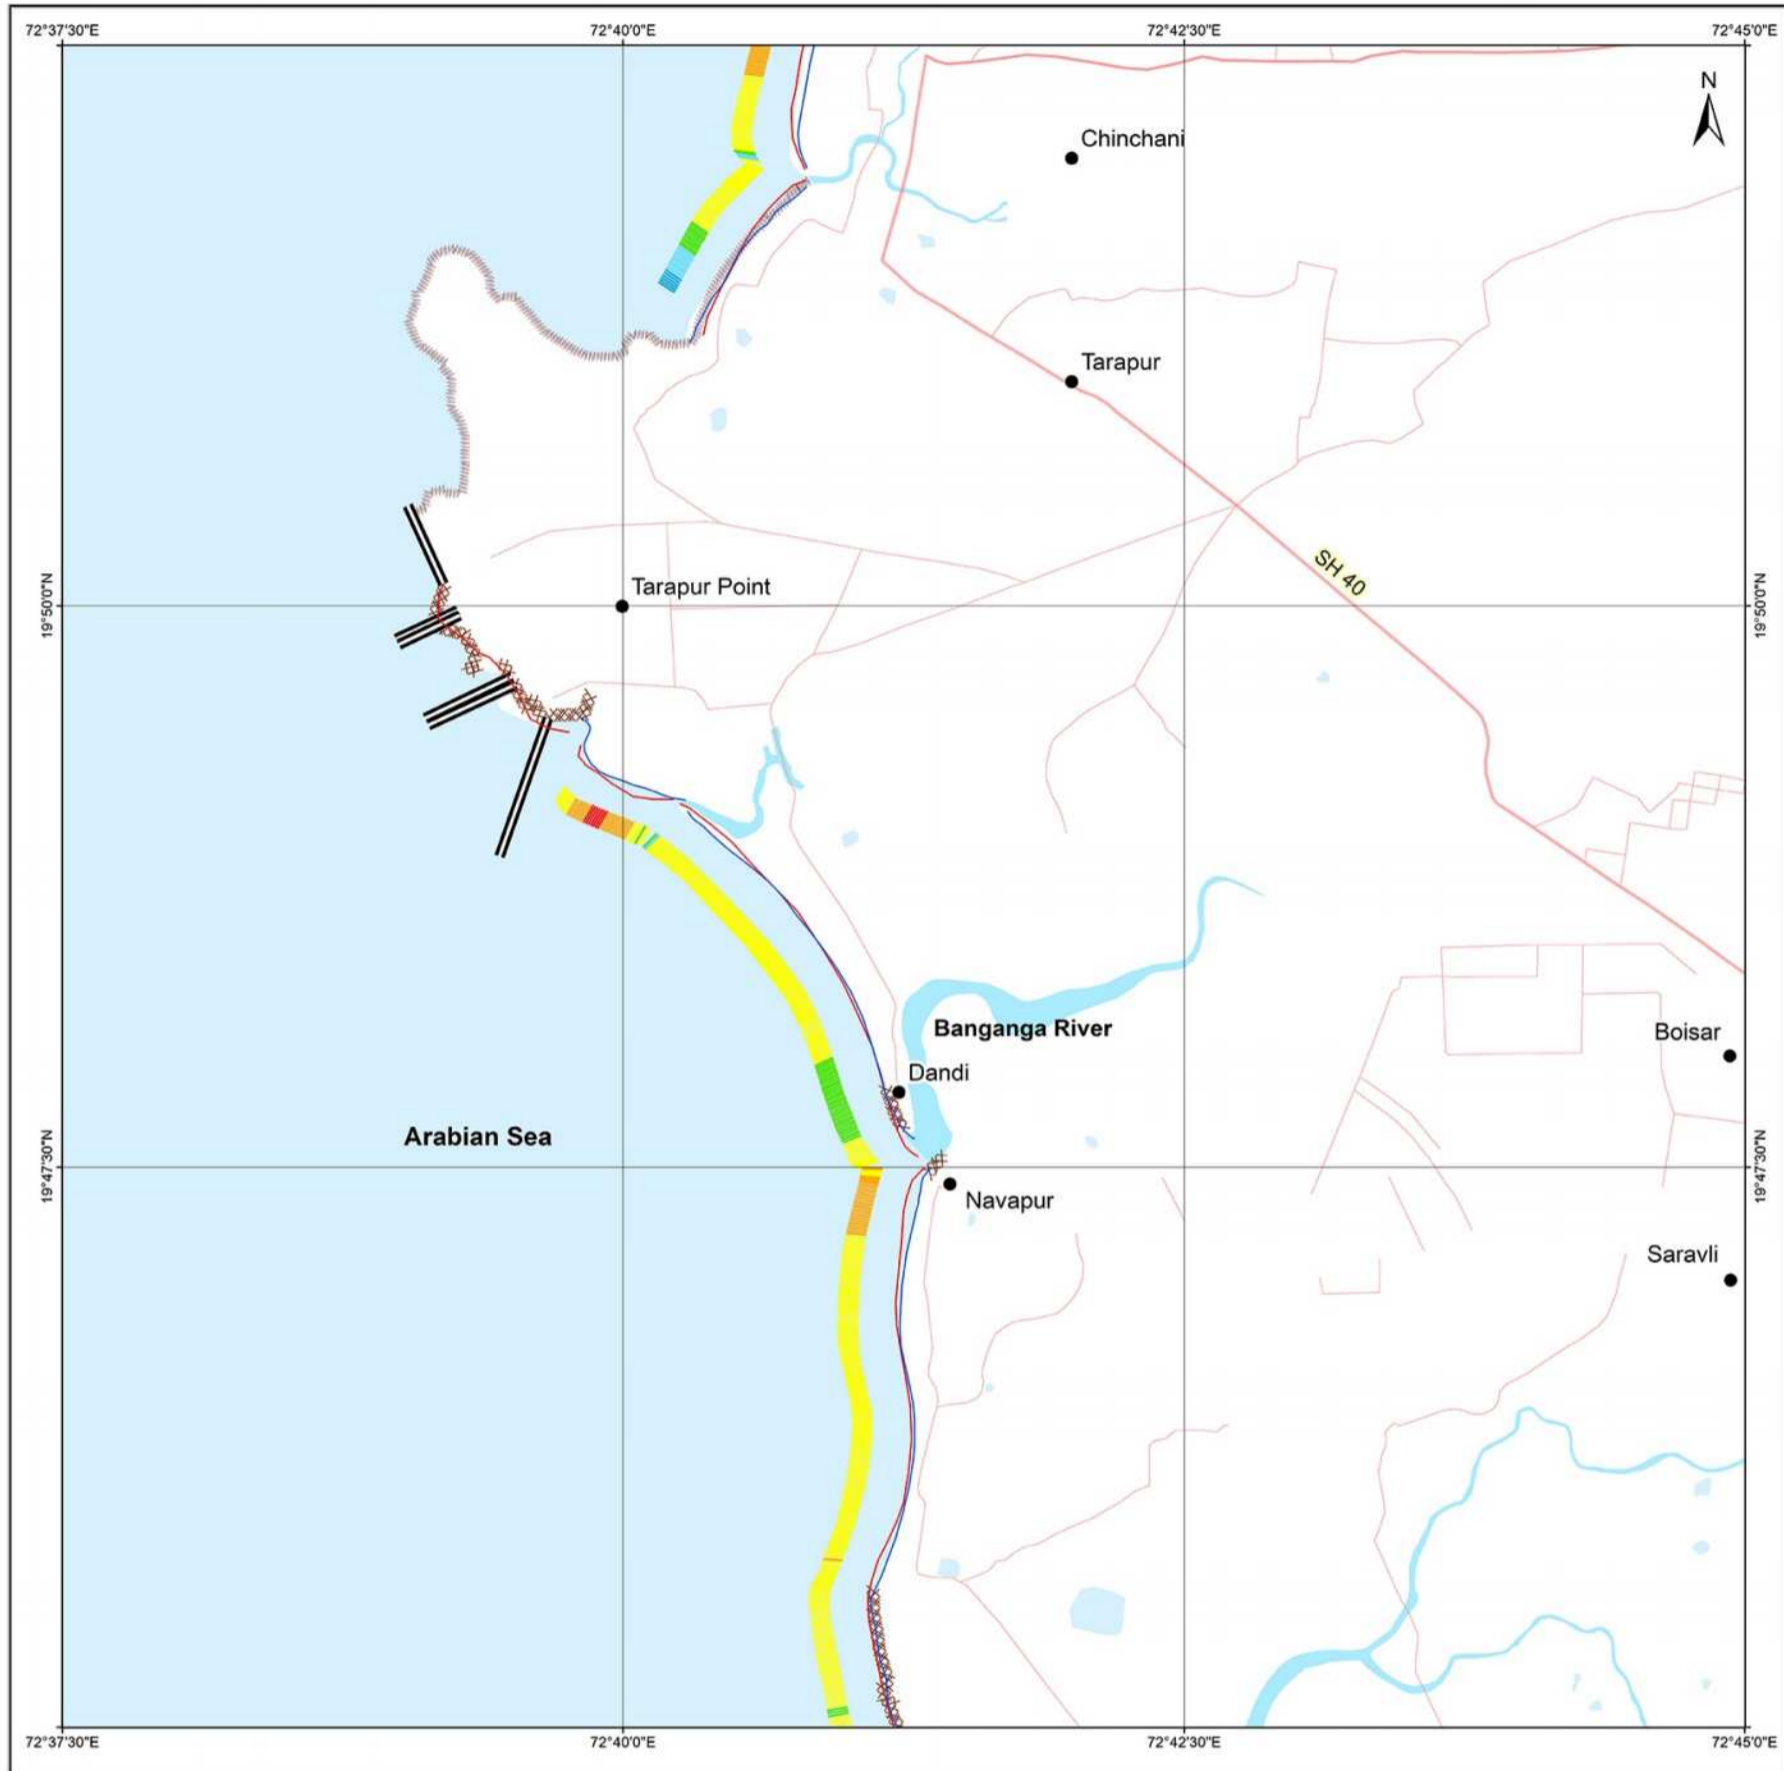 72°37'30"E
72°40'0"E
72°42'30"E
72°45'0"E
N
Chinchani
Tarapur
SH 40
Tarapur Point
19°50'0"N
19°50'0"N
Banganga River
Boisar
Dandi
Arabian Sea
19°47'30"N
19°47'30"N
Navapur
Saravli
72°37'30"E
72°40'0"E
72°42'30"E
72°45'0"E